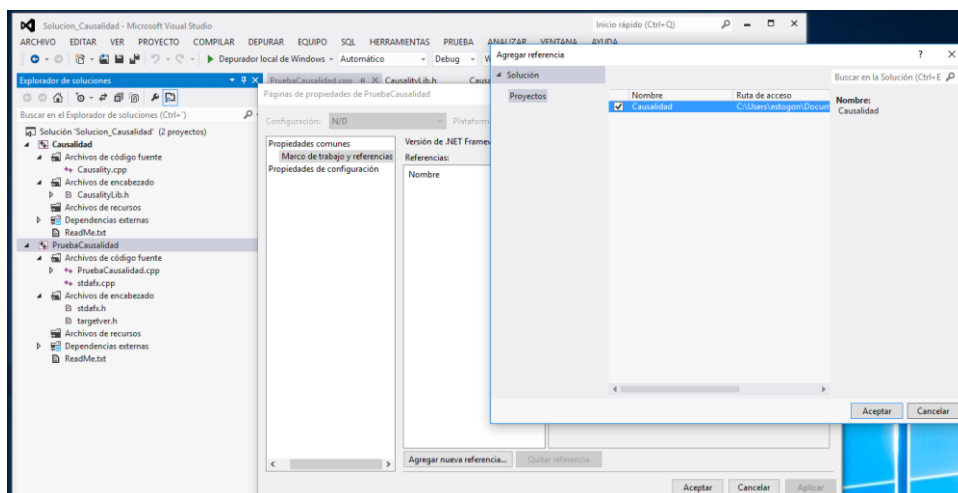 Solucion_Causalidad - Microsoft Visual Studio
Inicio rápido (Ctrl+Q)
ARCHIVO EDITAR VER PROYECTO COMPILAR DEPURAR EQUIPO SQL HERRAMIENTAS PRUEBA ANALIZAR VENTANA AYUDA
Depurador local de Windows Automático Debug
Explorador de soluciones
Buscar en el Explorador de soluciones (Ctrl+')
Solución 'Solucion_Causalidad' (2 proyectos)
Causalidad
Archivos de código fuente
Causality.cpp
Archivos de encabezado
CausalityLib.h
Archivos de recursos
Dependencias externas
ReadMe.txt
PruebaCausalidad
Archivos de código fuente
PruebaCausalidad.cpp
stdafx.cpp
Archivos de encabezado
stdafx.h
targetver.h
Archivos de recursos
Dependencias externas
ReadMe.txt
PruebaCausalidad.cpp CausalityLib.h
Páginas de propiedades de PruebaCausalidad
Configuración: N/D Plataform
Propiedades comunes
Marco de trabajo y referencias
Propiedades de configuración
Versión de .NET Framew
Referencias:
Nombre
Agregar nueva referencia... Quitar referencia
Aceptar Cancelar Aplicar
Agregar referencia ? X
Solución
Proyectos
Buscar en la Solución (Ctrl+E
Nombre Ruta de acceso
Causalidad C:\Users\estogon\Docum
Nombre:
Causalidad
Aceptar Cancelar